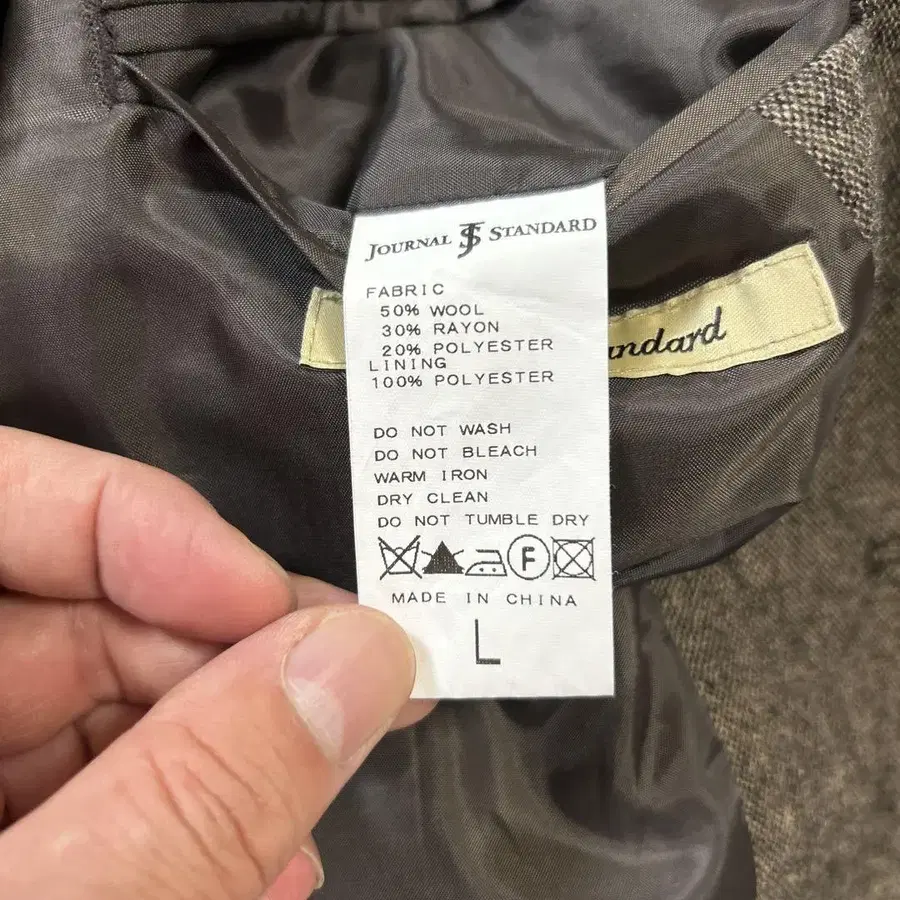 JOURNAL JS STANDARD
FABRIC
50% WOOL
30% RAYON
20% POLYESTER
LINING
100% POLYESTER
DO NOT WASH
DO NOT BLEACH
WARM IRON
DRY CLEAN
DO NOT TUMBLE DRY
F
MADE IN CHINA
L
andard